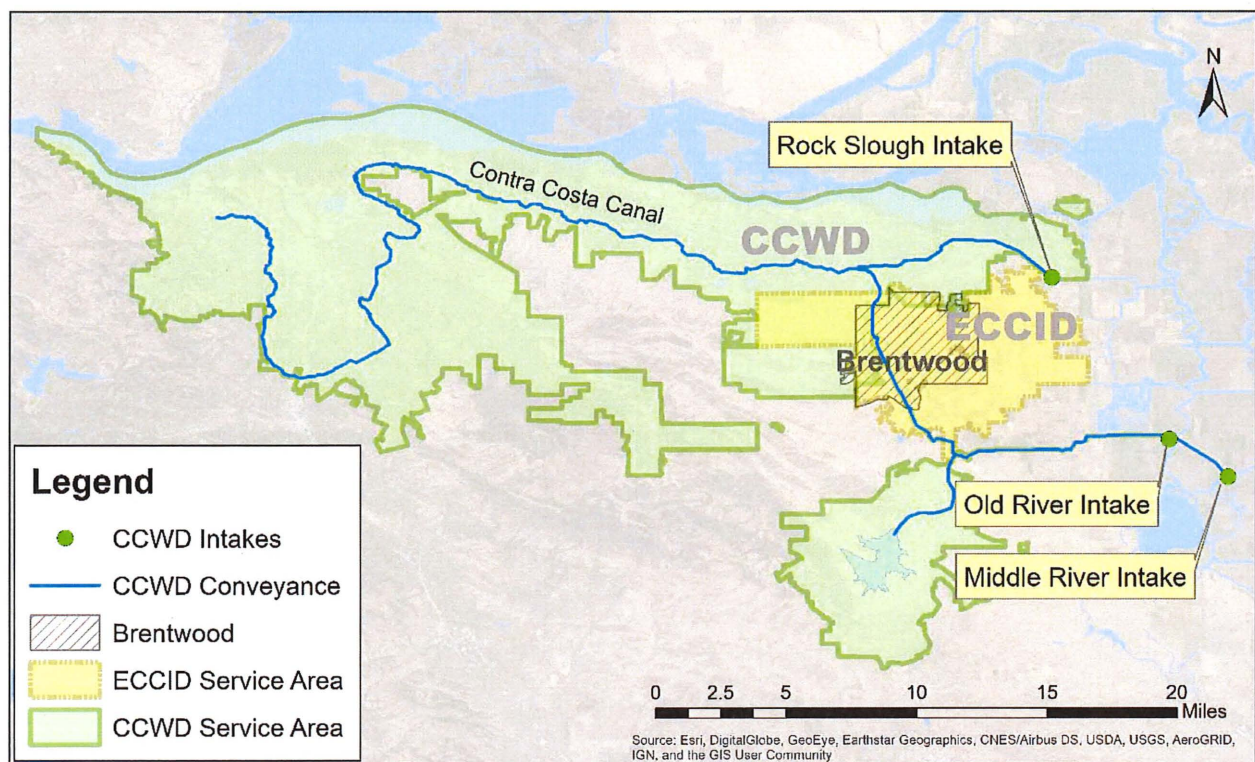 N
Rock Slough Intake
Contra Costa Canal
CCWD
ECCID
Brentwood
Old River Intake
Middle River Intake
Legend
CCWD Intakes
CCWD Conveyance
Brentwood
ECCID Service Area
CCWD Service Area
0 2.5 5 10 15 20
Miles
Source: Esri, DigitalGlobe, GeoEye, Earthstar Geographics, CNES/Airbus DS, USDA, USGS, AeroGRID,
IGN, and the GIS User Community